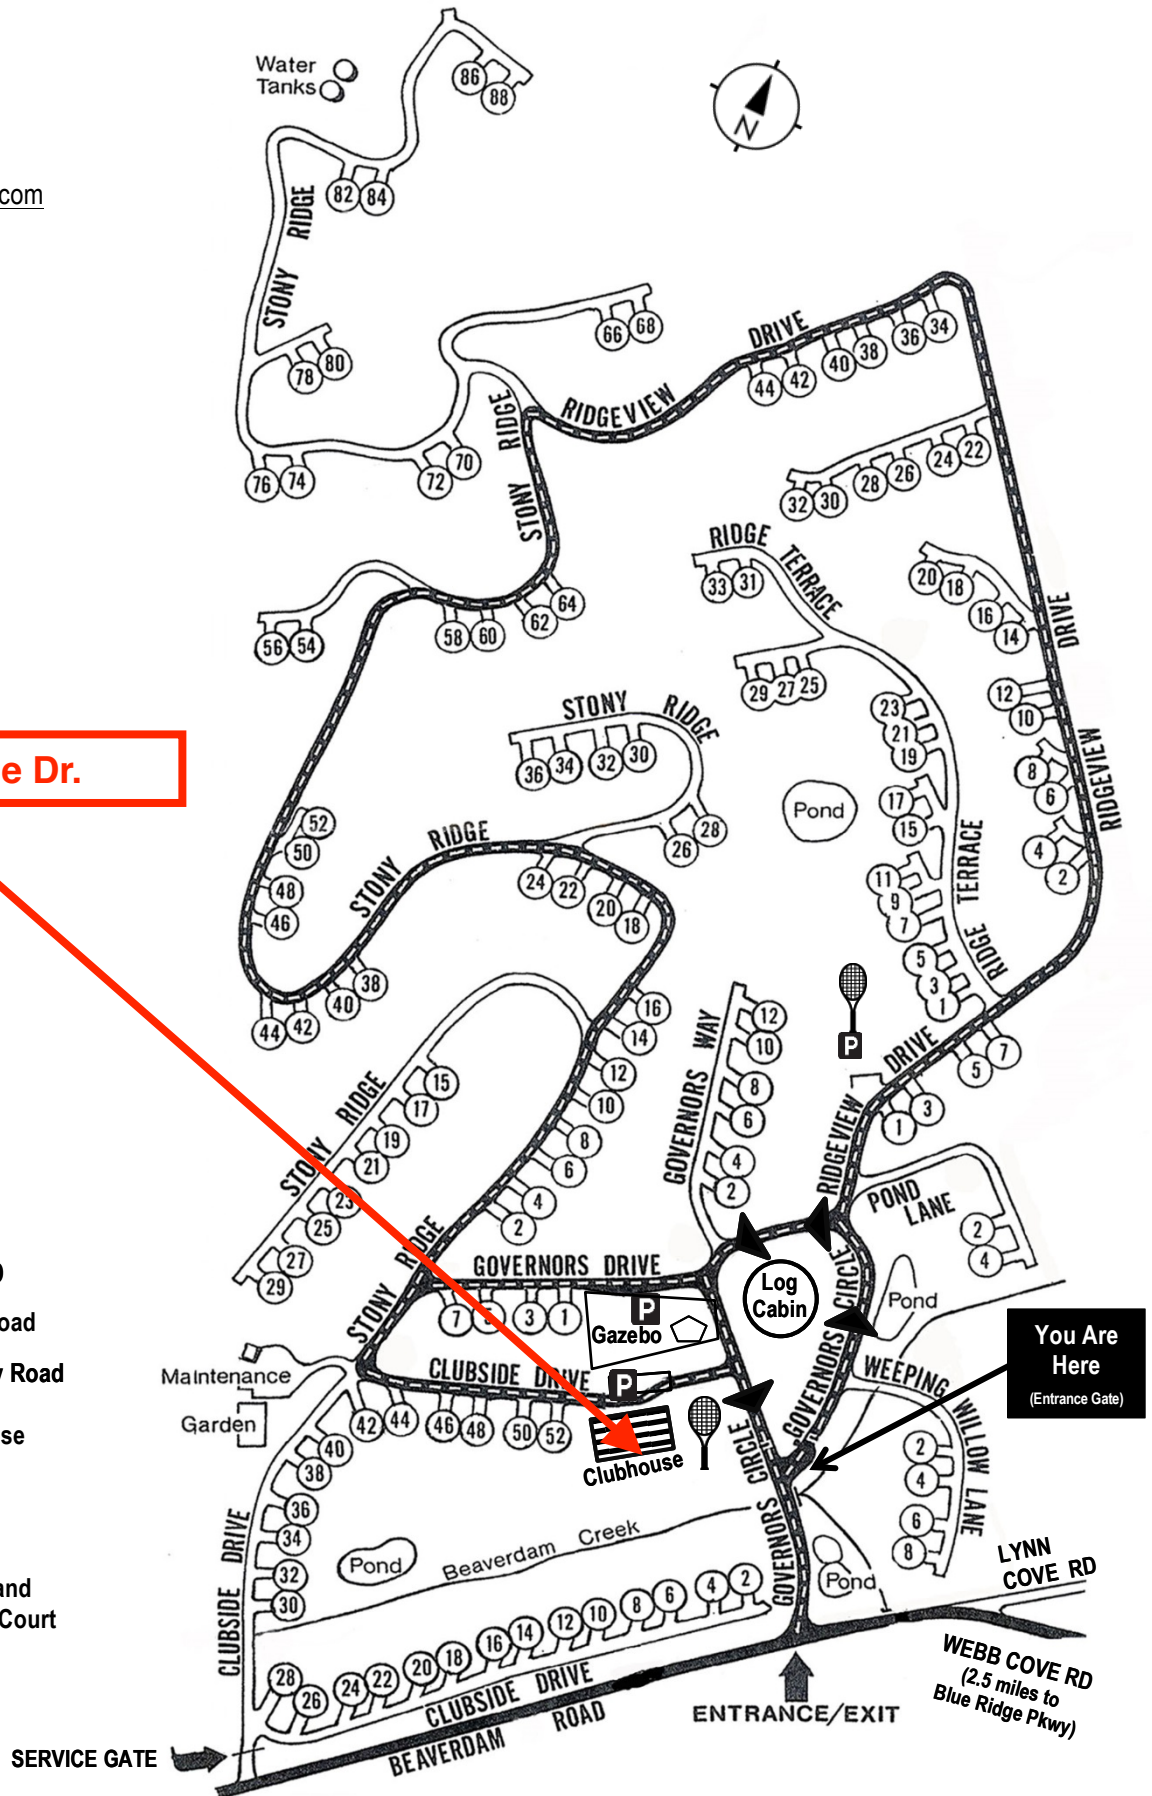 Water
Tanks
86
88
N
com
82
84
STONY RIDGE
66
68
78
80
DRIVE
34
36
38
40
42
44
RIDGEVIEW
STONY RIDGE
70
72
74
76
22
24
26
28
30
32
RIDGE TERRACE
33
31
20
18
16
14
DRIVE
64
62
60
58
56
54
29
27
25
12
10
STONY RIDGE
36
34
32
30
23
21
19
RIDGEVIEW
8
6
e Dr.
Pond
17
15
28
26
52
50
RIDGE
STONY
24
22
20
18
4
2
TERRACE
11
9
7
48
46
38
40
42
44
RIDGE
5
3
1
16
14
GOVERNORS WAY
12
10
P
DRIVE
7
5
12
10
8
6
3
1
15
17
19
21
23
25
27
29
STONY RIDGE
8
6
4
2
4
2
RIDGEVIEW
POND
LANE
2
4
STONY RIDGE
GOVERNORS DRIVE
7
5
3
1
P
Gazebo
Log
Cabin
GOVERNORS CIRCLE
Pond
oad
Road
se
and
Court
You Are
Here
(Entrance Gate)
Maintenance
Garden
CLUBSIDE DRIVE
P
42
44
46
48
50
52
Clubhouse
WEEPING WILLOW LANE
2
4
6
8
40
38
36
34
32
30
CLUBSIDE DRIVE
GOVERNORS CIRCLE
Pond
Beaverdam Creek
Pond
LYNN
COVE RD
2
4
6
8
10
12
14
16
18
20
22
24
26
28
CLUBSIDE DRIVE
BEAVERDAM ROAD
WEBB COVE RD
(2.5 miles to
Blue Ridge Pkwy)
ENTRANCE/EXIT
SERVICE GATE